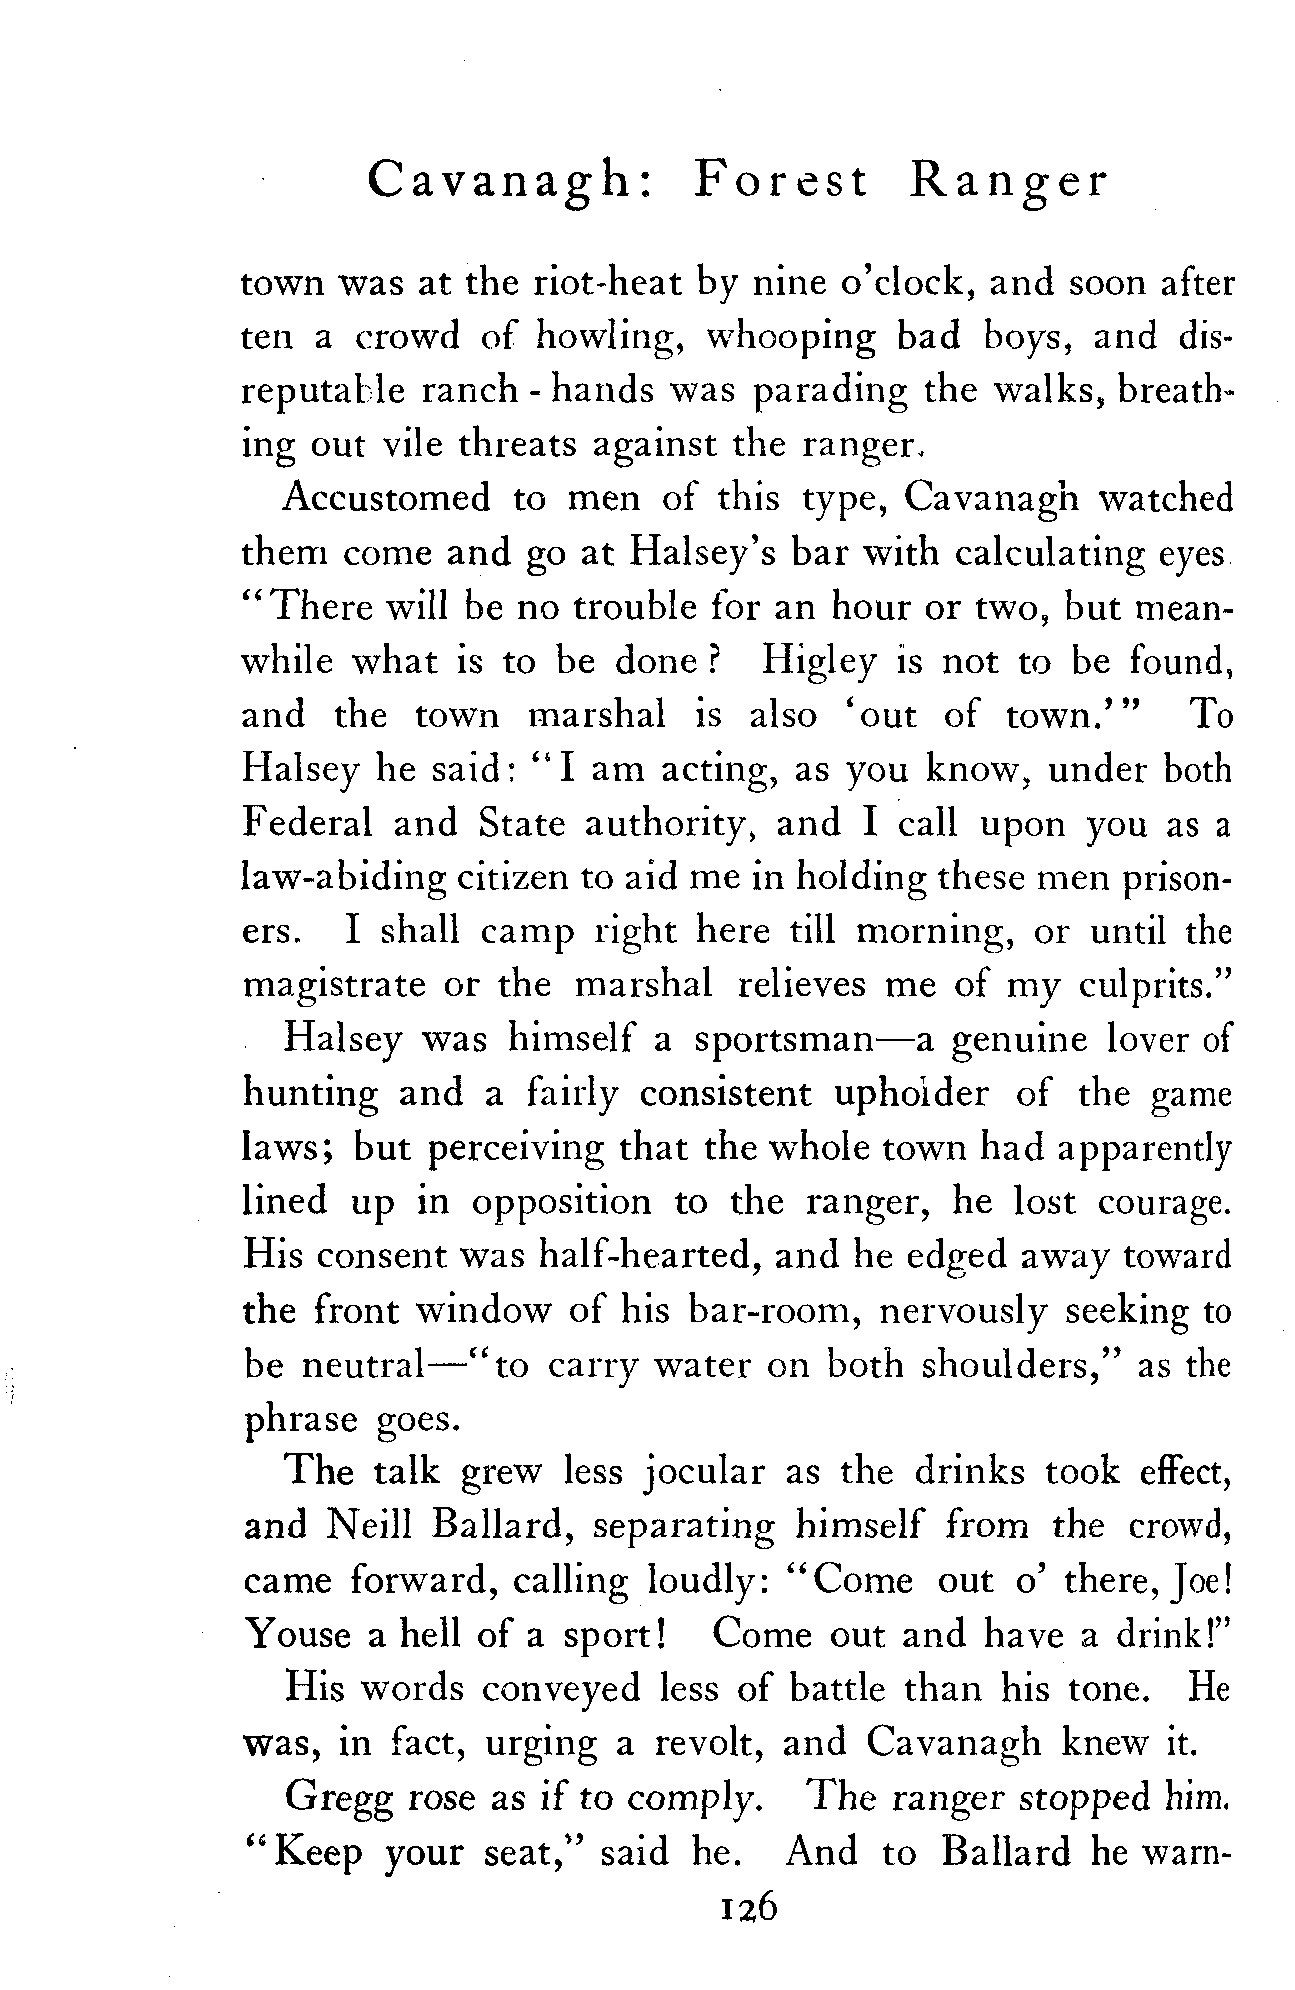 Cavanagh: Forest Ranger
town was at the riot-heat by nine o'clock, and soon after
ten a crowd of howling, whooping bad boys, and dis-
reputable ranch-hands was parading the walks, breath-
ing out vile threats against the ranger.
Accustomed to men of this type, Cavanagh watched
them come and go at Halsey's bar with calculating eyes.
"There will be no trouble for an hour or two, but mean-
while what is to be done? Higley is not to be found,
and the town marshal is also 'out of town.'" To
Halsey he said: "I am acting, as you know, under both
Federal and State authority, and I call upon you as a
law-abiding citizen to aid me in holding these men prison-
ers. I shall camp right here till morning, or until the
magistrate or the marshal relieves me of my culprits."
Halsey was himself a sportsman—a genuine lover of
hunting and a fairly consistent upholder of the game
laws; but perceiving that the whole town had apparently
lined up in opposition to the ranger, he lost courage.
His consent was half-hearted, and he edged away toward
the front window of his bar-room, nervously seeking to
be neutral—"to carry water on both shoulders," as the
phrase goes.
The talk grew less jocular as the drinks took effect,
and Neill Ballard, separating himself from the crowd,
came forward, calling loudly: "Come out o' there, Joe!
Youse a hell of a sport! Come out and have a drink!"
His words conveyed less of battle than his tone. He
was, in fact, urging a revolt, and Cavanagh knew it.
Gregg rose as if to comply. The ranger stopped him.
"Keep your seat," said he. And to Ballard he warn-
126